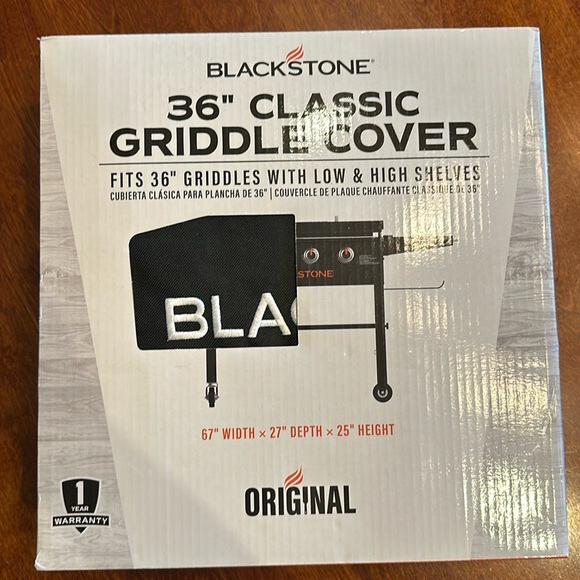 BLACKSTONE®
36" CLASSIC
GRIDDLE COVER
FITS 36" GRIDDLES WITH LOW & HIGH SHELVES
CUBIERTA CLÁSICA PARA PLANCHA DE 36" | COUVERCLE DE PLAQUE CHAUFFANTE CLASSIQUE DE 36"
STONE
BLAC
67" WIDTH × 27" DEPTH × 25" HEIGHT
1
YEAR
WARRANTY
ORIGINAL